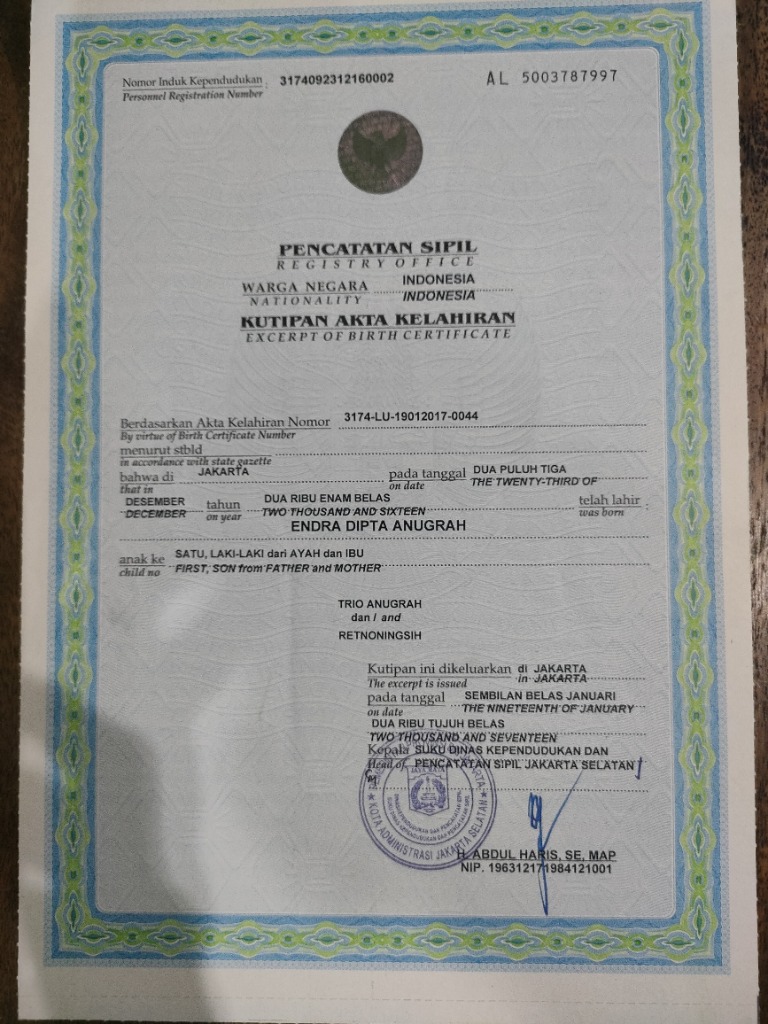 Nomor Induk Kependudukan : 3174092312160002 AL 5003787997
Personnel Registration Number
PENCATATAN SIPIL
REGISTRY OFFICE
WARGA NEGARA INDONESIA
NATIONALITY INDONESIA
KUTIPAN AKTA KELAHIRAN
EXCERPT OF BIRTH CERTIFICATE
Berdasarkan Akta Kelahiran Nomor 3174-LU-19012017-0044
By virtue of Birth Certificate Number
menurut stbld
in accordance with state gazette
bahwa di JAKARTA pada tanggal DUA PULUH TIGA
that in on date THE TWENTY-THIRD OF
DESEMBER tahun DUA RIBU ENAM BELAS telah lahir :
DECEMBER on year TWO THOUSAND AND SIXTEEN was born
ENDRA DIPTA ANUGRAH
anak ke SATU, LAKI-LAKI dari AYAH dan IBU
child no FIRST, SON from FATHER and MOTHER
TRIO ANUGRAH
dan / and
RETNONINGSIH
Kutipan ini dikeluarkan di JAKARTA
The excerpt is issued in JAKARTA
pada tanggal SEMBILAN BELAS JANUARI
on date THE NINETEENTH OF JANUARY
DUA RIBU TUJUH BELAS
TWO THOUSAND AND SEVENTEEN
Kepala SUKU DINAS KEPENDUDUKAN DAN
Head of PENCATATAN SIPIL JAKARTA SELATAN
JAYA RAYA
KOTA ADMINISTRASI JAKARTA SELATAN
H. ABDUL HARIS, SE, MAP
NIP. 196312171984121001